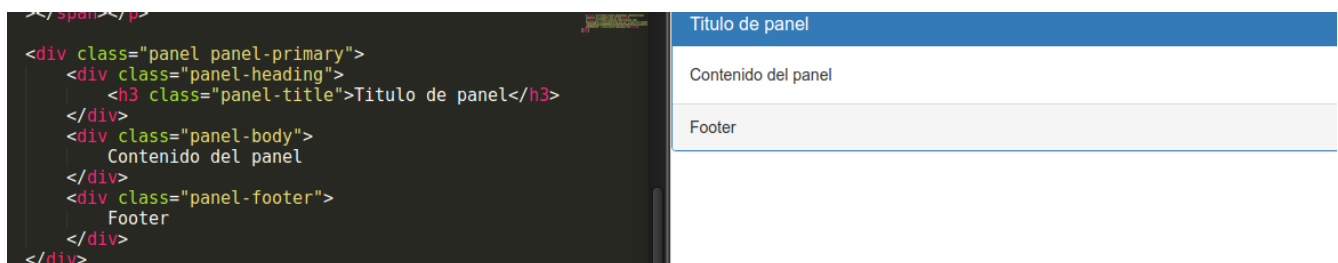 ></span></p>
<div class="panel panel-primary">
<div class="panel-heading">
<h3 class="panel-title">Titulo de panel</h3>
</div>
<div class="panel-body">
Contenido del panel
</div>
<div class="panel-footer">
Footer
</div>
</div>
Titulo de panel
Contenido del panel
Footer